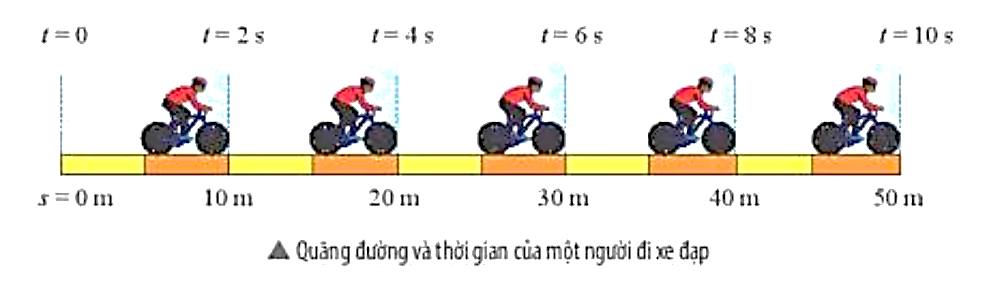 t = 0 t = 2 s t = 4 s t = 6 s t = 8 s t = 10 s
s = 0 m 10 m 20 m 30 m 40 m 50 m
▲ Quãng đường và thời gian của một người đi xe đạp